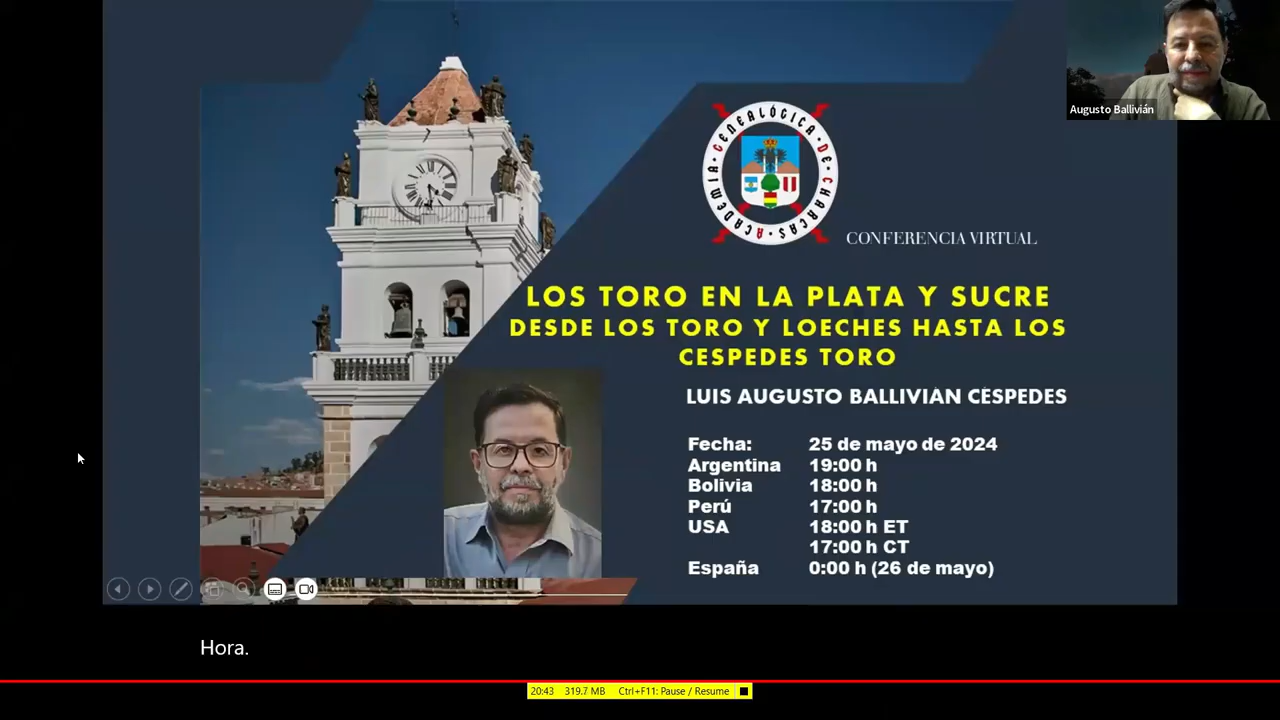 Augusto Ballivián
ACADEMIA · GENEALÓGICA · DE · CHARCAS
CONFERENCIA VIRTUAL
LOS TORO EN LA PLATA Y SUCRE
DESDE LOS TORO Y LOECHES HASTA LOS
CESPEDES TORO
LUIS AUGUSTO BALLIVIÁN CÉSPEDES
Fecha: 25 de mayo de 2024
Argentina 19:00 h
Bolivia 18:00 h
Perú 17:00 h
USA 18:00 h ET
17:00 h CT
España 0:00 h (26 de mayo)
Hora.
20:43 319.7 MB Ctrl+F11: Pause / Resume